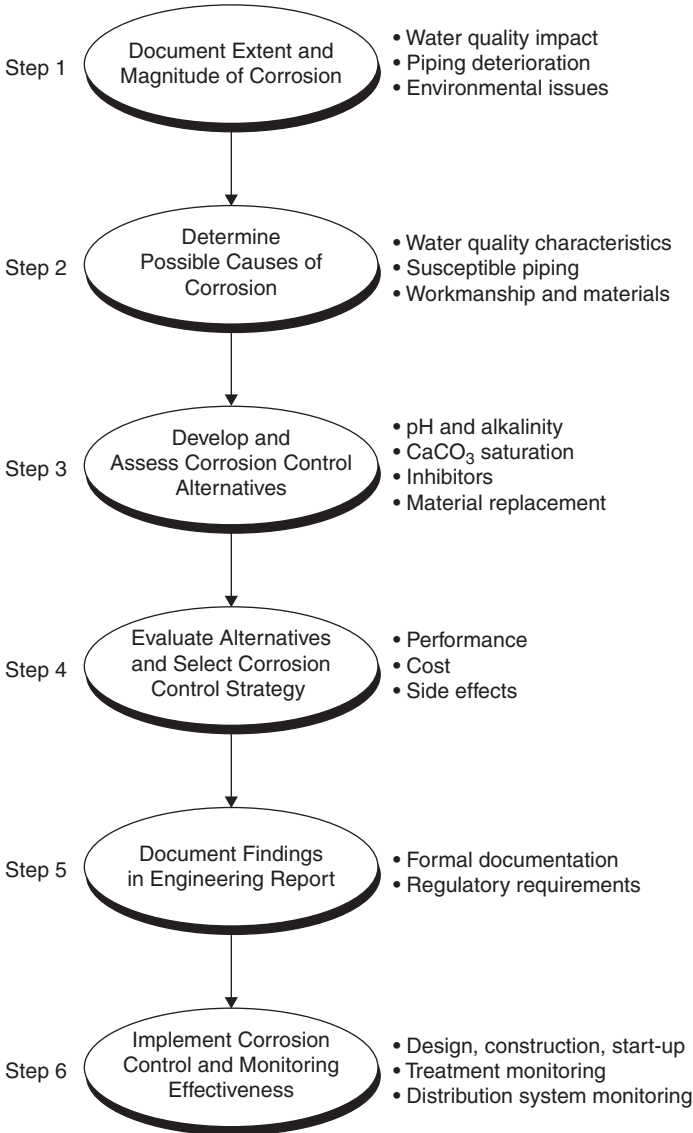 Step 1
Document Extent and
Magnitude of Corrosion
• Water quality impact
• Piping deterioration
• Environmental issues
Step 2
Determine
Possible Causes of
Corrosion
• Water quality characteristics
• Susceptible piping
• Workmanship and materials
Step 3
Develop and
Assess Corrosion Control
Alternatives
• pH and alkalinity
• CaCO₃ saturation
• Inhibitors
• Material replacement
Step 4
Evaluate Alternatives
and Select Corrosion
Control Strategy
• Performance
• Cost
• Side effects
Step 5
Document Findings
in Engineering Report
• Formal documentation
• Regulatory requirements
Step 6
Implement Corrosion
Control and Monitoring
Effectiveness
• Design, construction, start-up
• Treatment monitoring
• Distribution system monitoring